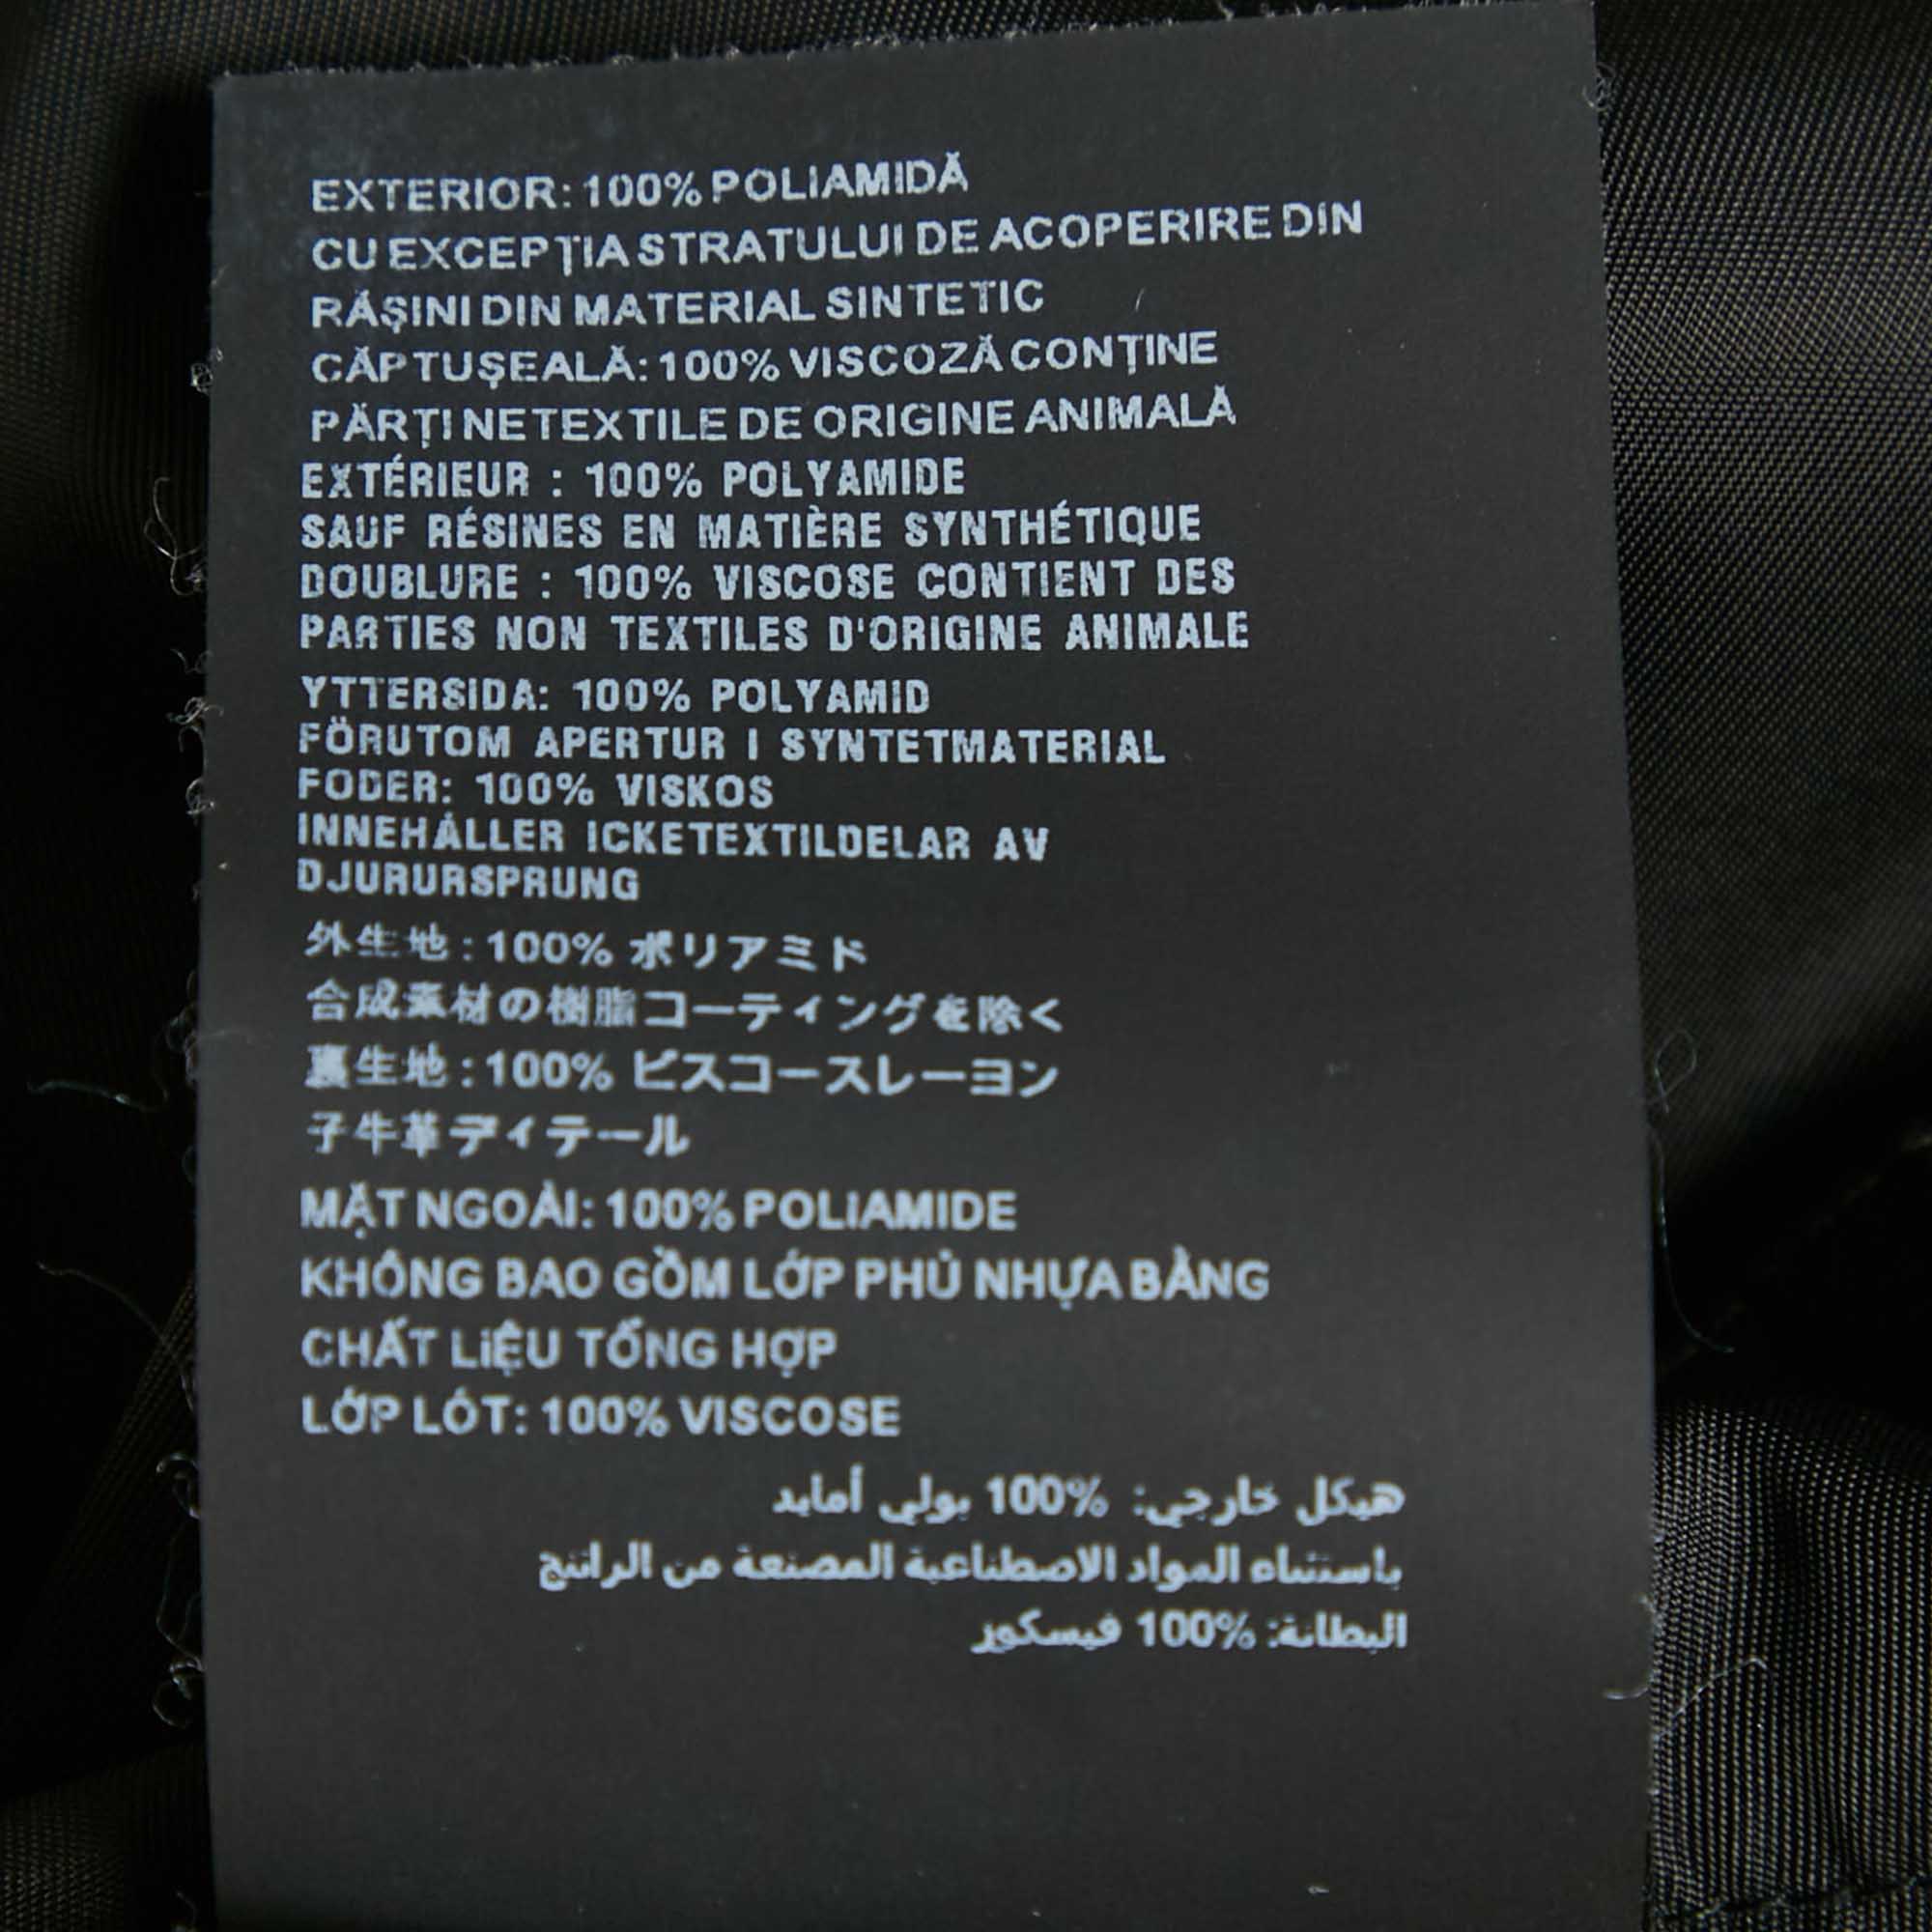 EXTERIOR: 100% POLIAMIDĂ
CU EXCEPȚIA STRATULUI DE ACOPERIRE DIN
RĂȘINI DIN MATERIAL SINTETIC
CĂPTUȘEALĂ: 100% VISCOZĂ CONȚINE
PĂRȚI NETEXTILE DE ORIGINE ANIMALĂ
EXTÉRIEUR : 100% POLYAMIDE
SAUF RÉSINES EN MATIÈRE SYNTHÉTIQUE
DOUBLURE : 100% VISCOSE CONTIENT DES
PARTIES NON TEXTILES D'ORIGINE ANIMALE
YTTERSIDA: 100% POLYAMID
FÖRUTOM APERTUR I SYNTETMATERIAL
FODER: 100% VISKOS
INNEHÅLLER ICKETEXTILDELAR AV
DJURURSPRUNG
外生地：100% ポリアミド
合成素材の樹脂コーティングを除く
裏生地：100% ビスコースレーヨン
子牛革ディテール
MẶT NGOÀI: 100% POLIAMIDE
KHÔNG BAO GỒM LỚP PHỦ NHỰA BẰNG
CHẤT LIỆU TỔNG HỢP
LỚP LÓT: 100% VISCOSE
هيكل خارجي: 100% بولي أمايد
باستثناء المواد الاصطناعية المصنعة من الراتنج
البطانة: 100% فيسكوز